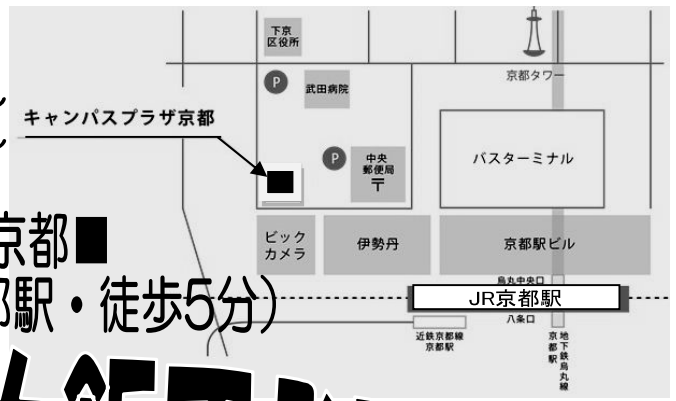 下京
区役所
京都タワー
P
武田病院
キャンパスプラザ京都
P
中央
郵便局
〒
バスターミナル
京都■
駅・徒歩5分)
ビック
カメラ
伊勢丹
京都駅ビル
烏丸中央口
JR京都駅
八条口
近鉄京都線
京都駅
地下鉄烏丸線
京都駅